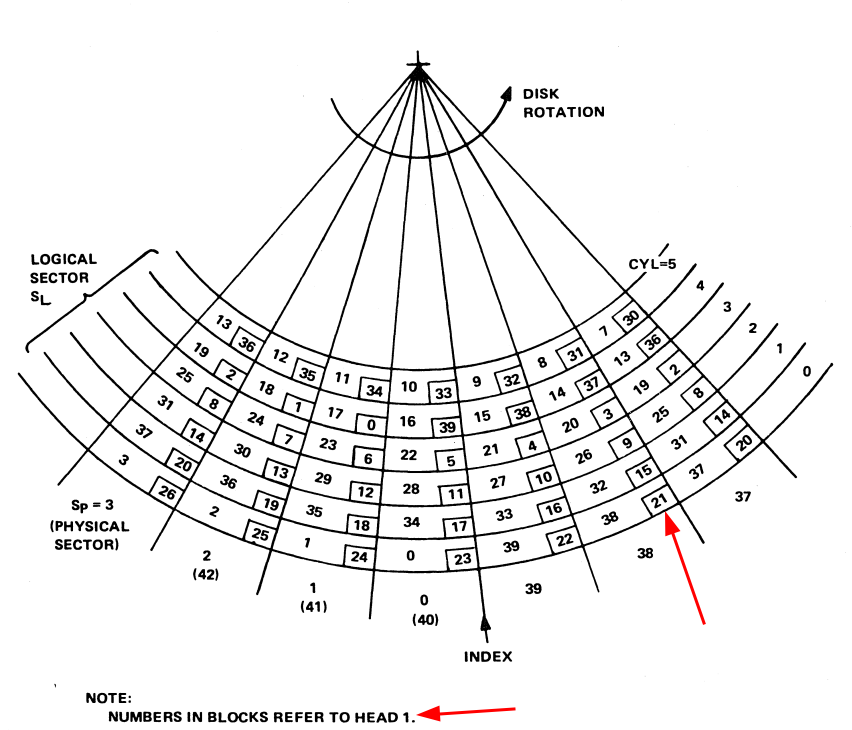 DISK
ROTATION
LOGICAL
SECTOR
SL
CYL=5
4
3
2
1
0
13 36 12 35 11 34 10 33 9 32 8 31 7 30
19 2 18 1 17 0 16 39 15 38 14 37 13 36
25 8 24 7 23 6 22 5 21 4 20 3 19 2
31 14 30 13 29 12 28 11 27 10 26 9 25 8
37 20 36 19 35 18 34 17 33 16 32 15 31 14
3 26 2 25 1 24 0 23 39 22 38 21 37 20
Sp = 3
(PHYSICAL
SECTOR)
2
(42)
1
(41)
0
(40)
39
38
37
INDEX
NOTE:
NUMBERS IN BLOCKS REFER TO HEAD 1.